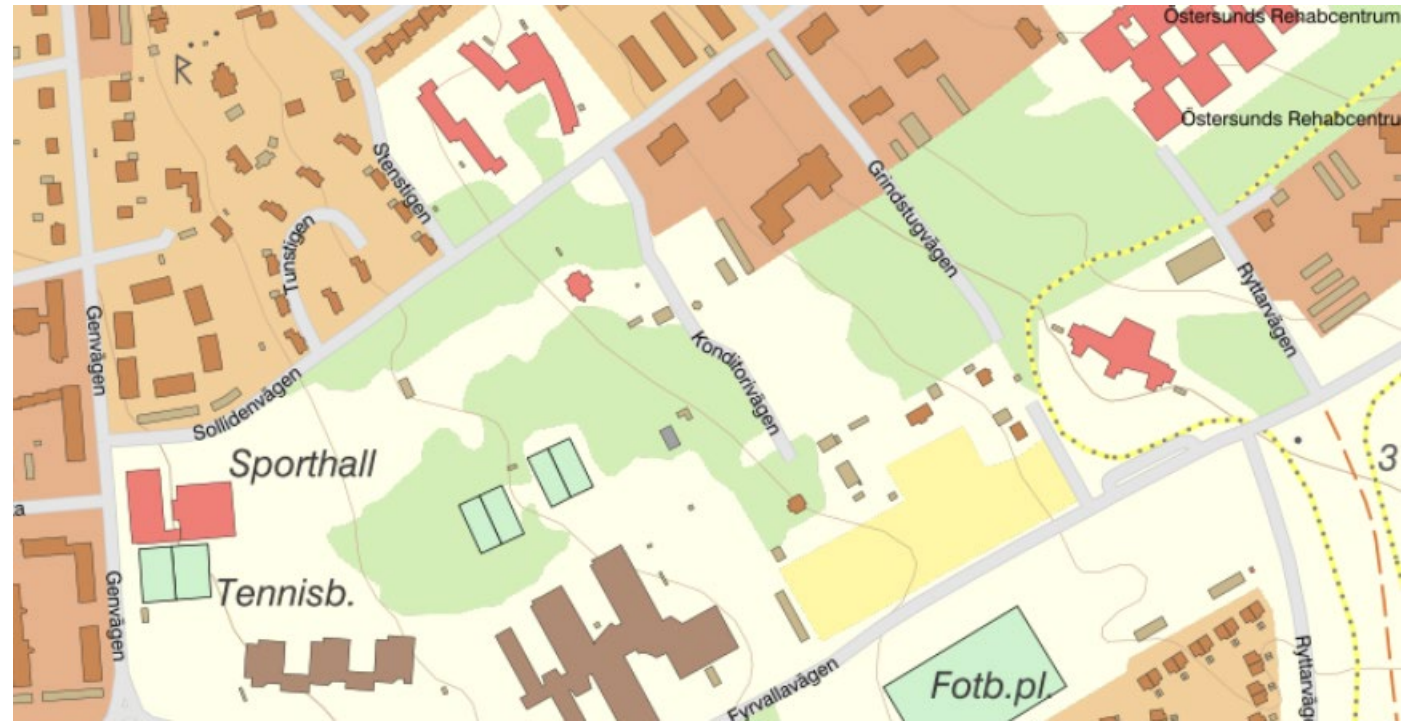 Östersunds Rehabcentrum
R
Östersunds Rehabcentru
Stenstigen
Grindstugvägen
Tunstigen
Ryttarvägen
Genvägen
Konditorivägen
Sollidenvägen
Sporthall
3
a
Genvägen
Tennisb.
Fyrvallavägen
Fotb.pl.
Ryttarväg